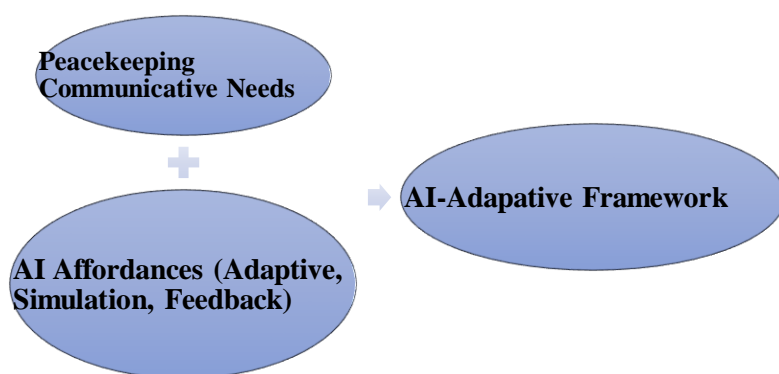 Peacekeeping
Communicative Needs
AI Affordances (Adaptive,
Simulation, Feedback)
AI-Adapative Framework